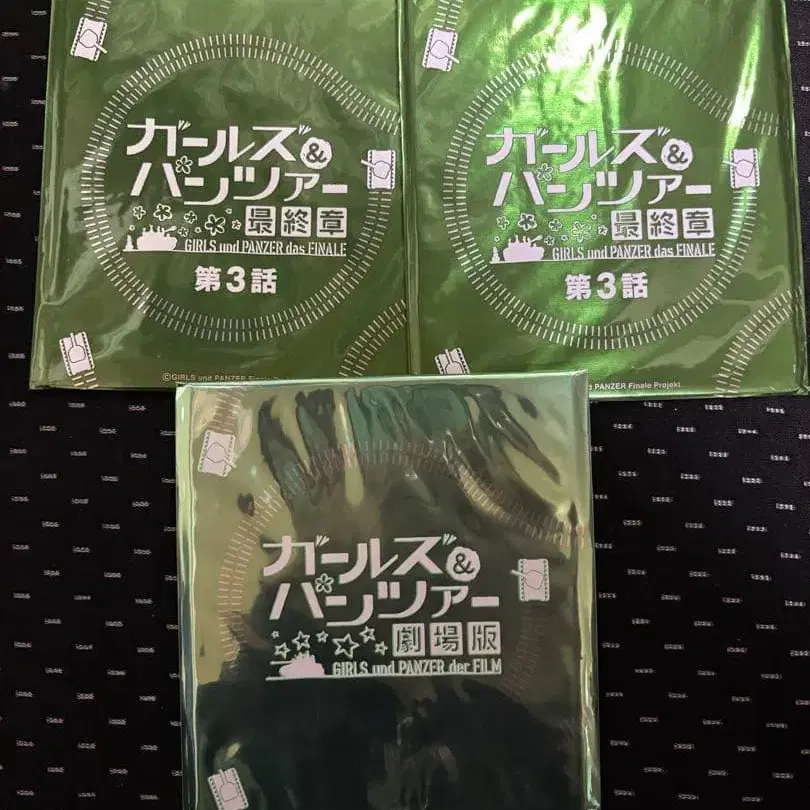 ガールズ&
パンツァー
最終章
GIRLS und PANZER das FINALE
第3話
©GIRLS und PANZER Finale Projekt
ガールズ&
パンツァー
最終章
GIRLS und PANZER das FINALE
第3話
PANZER Finale Projekt
ガールズ&
パンツァー
劇場版
GIRLS und PANZER der FILM